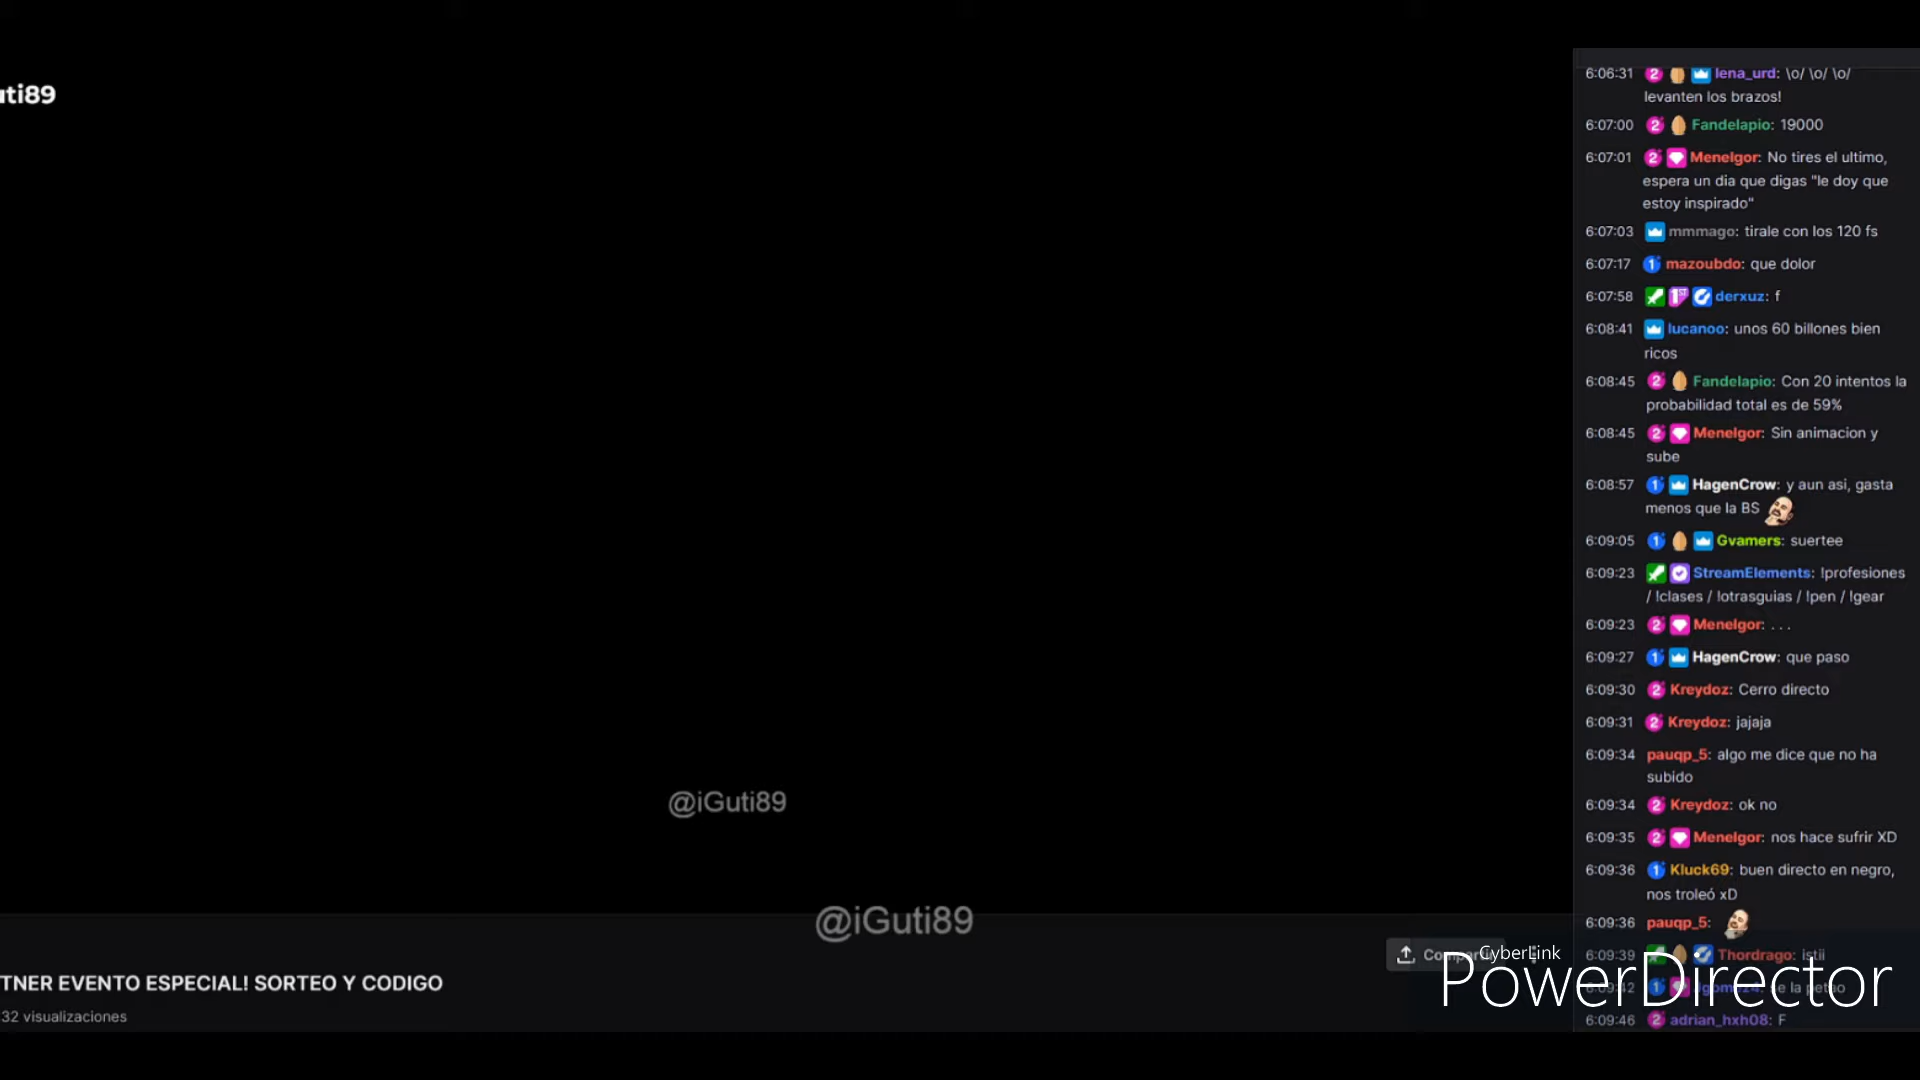 uti89
6:06:31 lena_urd: \o/ \o/ \o/
levanten los brazos!
6:07:00 Fandelapio: 19000
6:07:01 Menelgor: No tires el ultimo,
espera un dia que digas "le doy que
estoy inspirado"
6:07:03 mmmago: tirale con los 120 fs
6:07:17 mazoubdo: que dolor
6:07:58 derxuz: f
6:08:41 lucanoo: unos 60 billones bien
ricos
6:08:45 Fandelapio: Con 20 intentos la
probabilidad total es de 59%
6:08:45 Menelgor: Sin animacion y
sube
6:08:57 HagenCrow: y aun asi, gasta
menos que la BS
6:09:05 Gvamers: suertee
6:09:23 StreamElements: !profesiones
/ !clases / !otrasguias / !pen / !gear
6:09:23 Menelgor: . . .
6:09:27 HagenCrow: que paso
6:09:30 Kreydoz: Cerro directo
6:09:31 Kreydoz: jajaja
6:09:34 pauqp_5: algo me dice que no ha
subido
6:09:34 Kreydoz: ok no
6:09:35 Menelgor: nos hace sufrir XD
6:09:36 Kluck69: buen directo en negro,
nos troleó xD
6:09:36 pauqp_5:
6:09:39 Thordrago: istii
6:09:42 se la petao
6:09:46 adrian_hxh08: F
@iGuti89
@iGuti89
TNER EVENTO ESPECIAL! SORTEO Y CODIGO
32 visualizaciones
CyberLink
PowerDirector